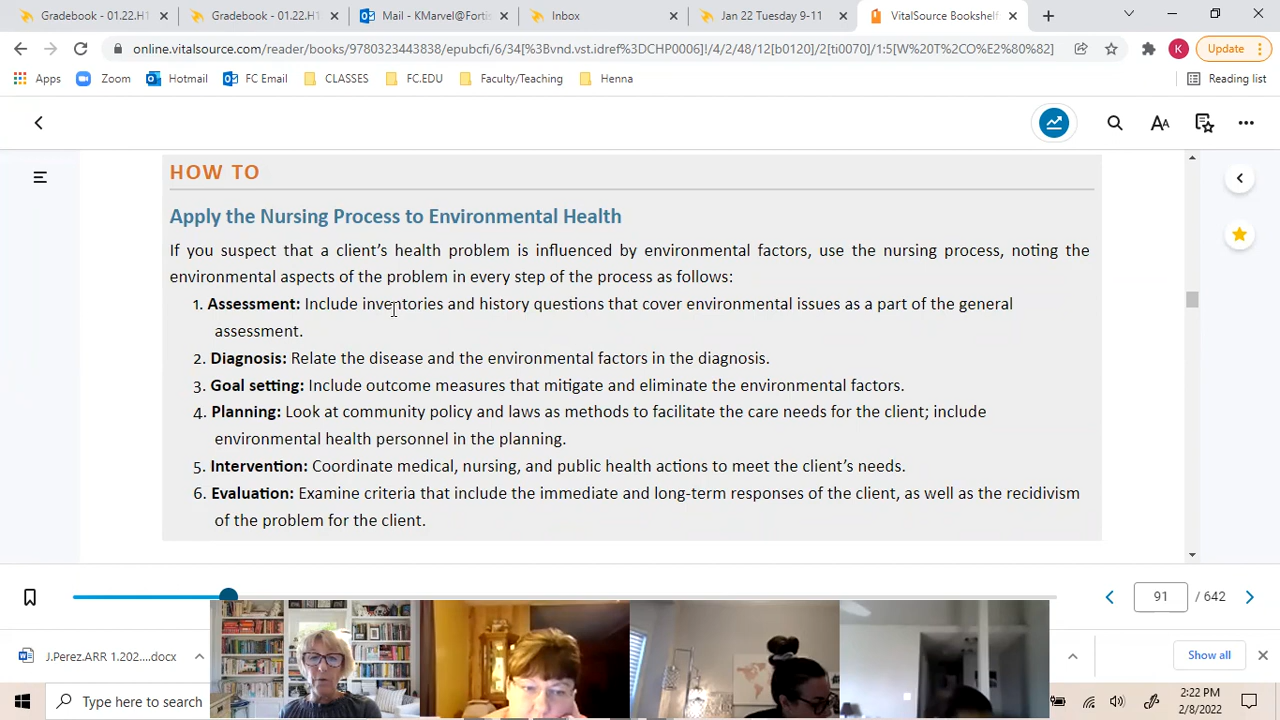 Gradebook - 01.22.H1
Gradebook - 01.22.H1
Mail - KMarvel@Fortis
Inbox
Jan 22 Tuesday 9-11
VitalSource Bookshelf:
online.vitalsource.com/reader/books/9780323443838/epubcfi/6/34[%3Bvnd.vst.idref%3DCHP0006]!/4/2/48/12[b0120]/2[ti0070]/1:5[W%20T%2CO%E2%80%82]
K
Update
Apps
Zoom
Hotmail
FC Email
CLASSES
FC.EDU
Faculty/Teaching
Henna
Reading list
HOW TO
Apply the Nursing Process to Environmental Health
If you suspect that a client's health problem is influenced by environmental factors, use the nursing process, noting the
environmental aspects of the problem in every step of the process as follows:
1. Assessment: Include inventories and history questions that cover environmental issues as a part of the general
assessment.
2. Diagnosis: Relate the disease and the environmental factors in the diagnosis.
3. Goal setting: Include outcome measures that mitigate and eliminate the environmental factors.
4. Planning: Look at community policy and laws as methods to facilitate the care needs for the client; include
environmental health personnel in the planning.
5. Intervention: Coordinate medical, nursing, and public health actions to meet the client's needs.
6. Evaluation: Examine criteria that include the immediate and long-term responses of the client, as well as the recidivism
of the problem for the client.
91 / 642
J.Perez.ARR 1.202....docx
Show all
Type here to search
2:22 PM
2/8/2022